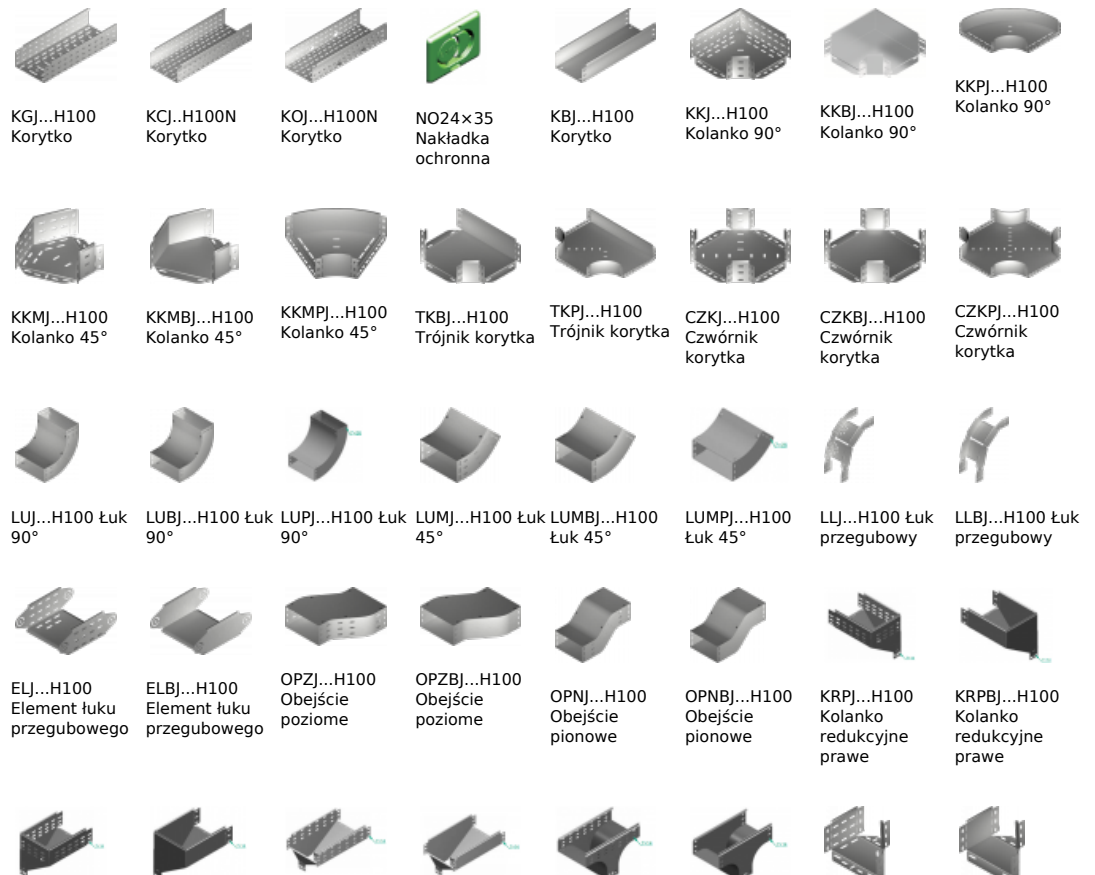 KGJ...H100
Korytko
KCJ...H100N
Korytko
KOJ...H100N
Korytko
NO24×35
Nakładka
ochronna
KBJ...H100
Korytko
KKJ...H100
Kolanko 90°
KKBJ...H100
Kolanko 90°
KKPJ...H100
Kolanko 90°
KKMJ...H100
Kolanko 45°
KKMBJ...H100
Kolanko 45°
KKMPJ...H100
Kolanko 45°
TKBJ...H100
Trójnik korytka
TKPJ...H100
Trójnik korytka
CZKJ...H100
Czwórnik
korytka
CZKBJ...H100
Czwórnik
korytka
CZKPJ...H100
Czwórnik
korytka
LUJ...H100 Łuk
90°
LUBJ...H100 Łuk
90°
LUPJ...H100 Łuk
90°
LUMJ...H100 Łuk
45°
LUMBJ...H100
Łuk 45°
LUMPJ...H100
Łuk 45°
LLJ...H100 Łuk
przegubowy
LLBJ...H100 Łuk
przegubowy
ELJ...H100
Element łuku
przegubowego
ELBJ...H100
Element łuku
przegubowego
OPZJ...H100
Obejście
poziome
OPZBJ...H100
Obejście
poziome
OPNJ...H100
Obejście
pionowe
OPNBJ...H100
Obejście
pionowe
KRPJ...H100
Kolanko
redukcyjne
prawe
KRPBJ...H100
Kolanko
redukcyjne
prawe